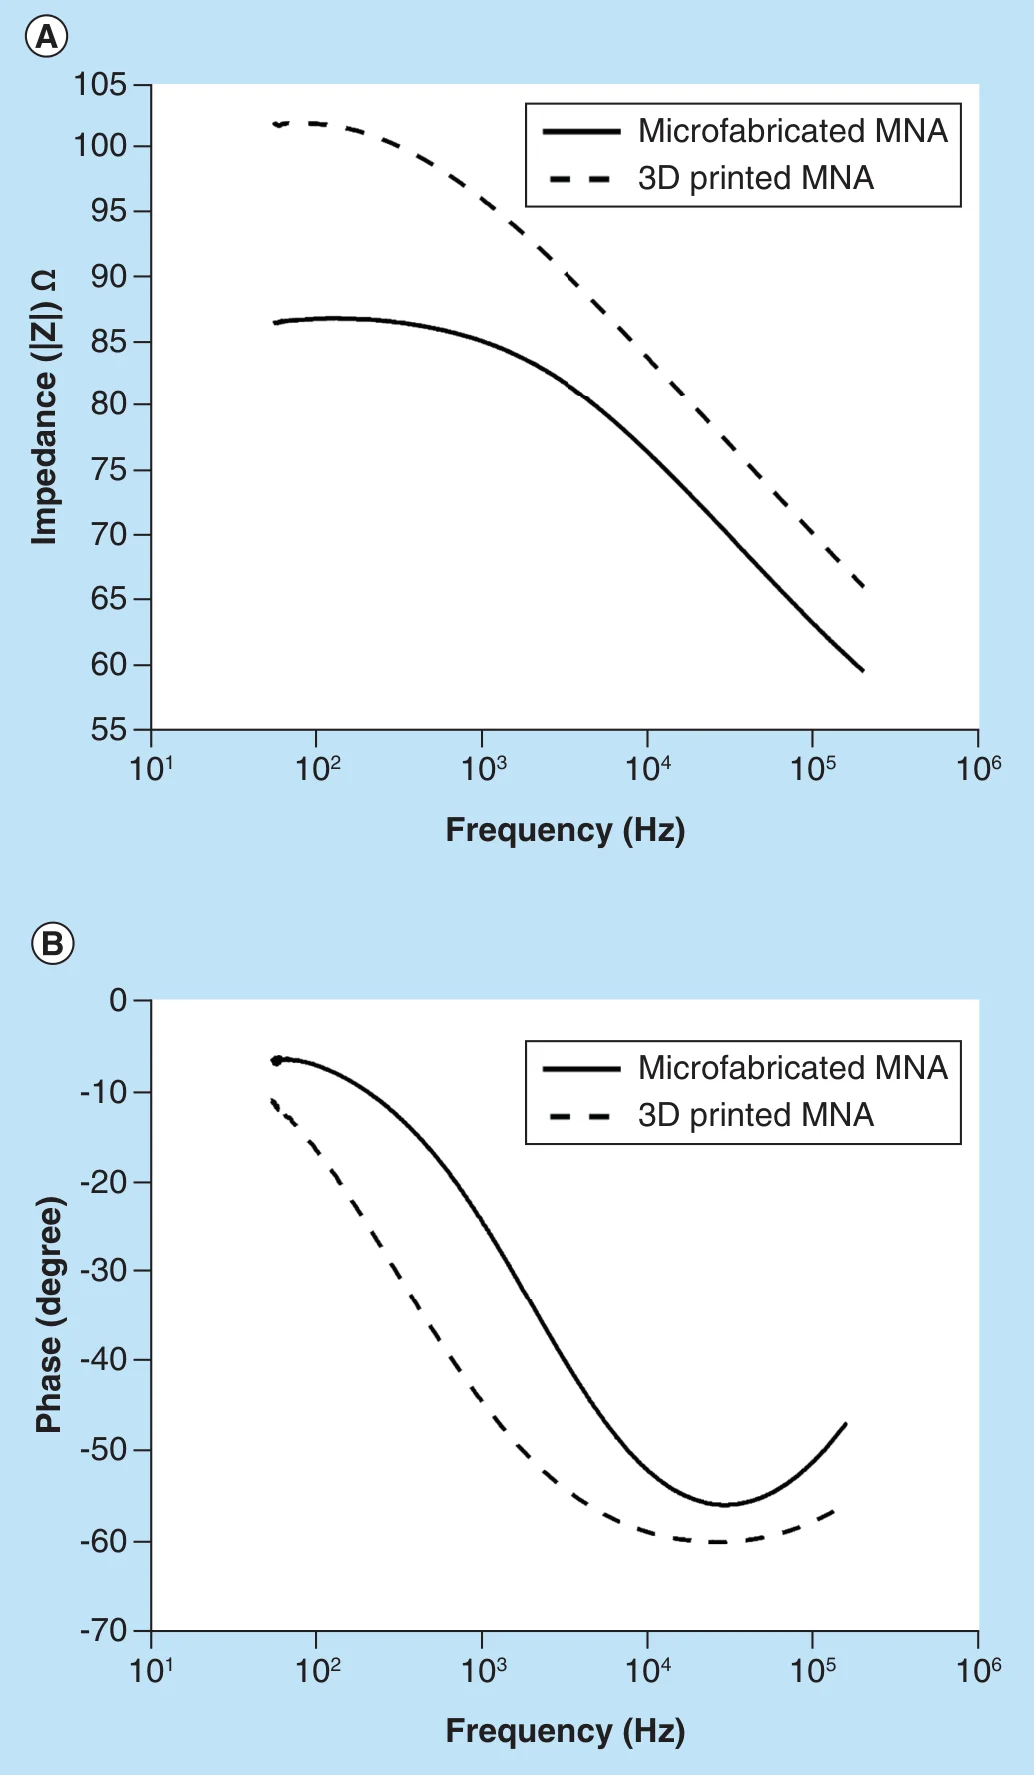 A
105
100
95
90
85
80
75
70
65
60
55
Impedance (|Z|) Ω
Microfabricated MNA
3D printed MNA
10¹ 10² 10³ 10⁴ 10⁵ 10⁶
Frequency (Hz)
B
0
-10
-20
-30
-40
-50
-60
-70
Phase (degree)
Microfabricated MNA
3D printed MNA
10¹ 10² 10³ 10⁴ 10⁵ 10⁶
Frequency (Hz)